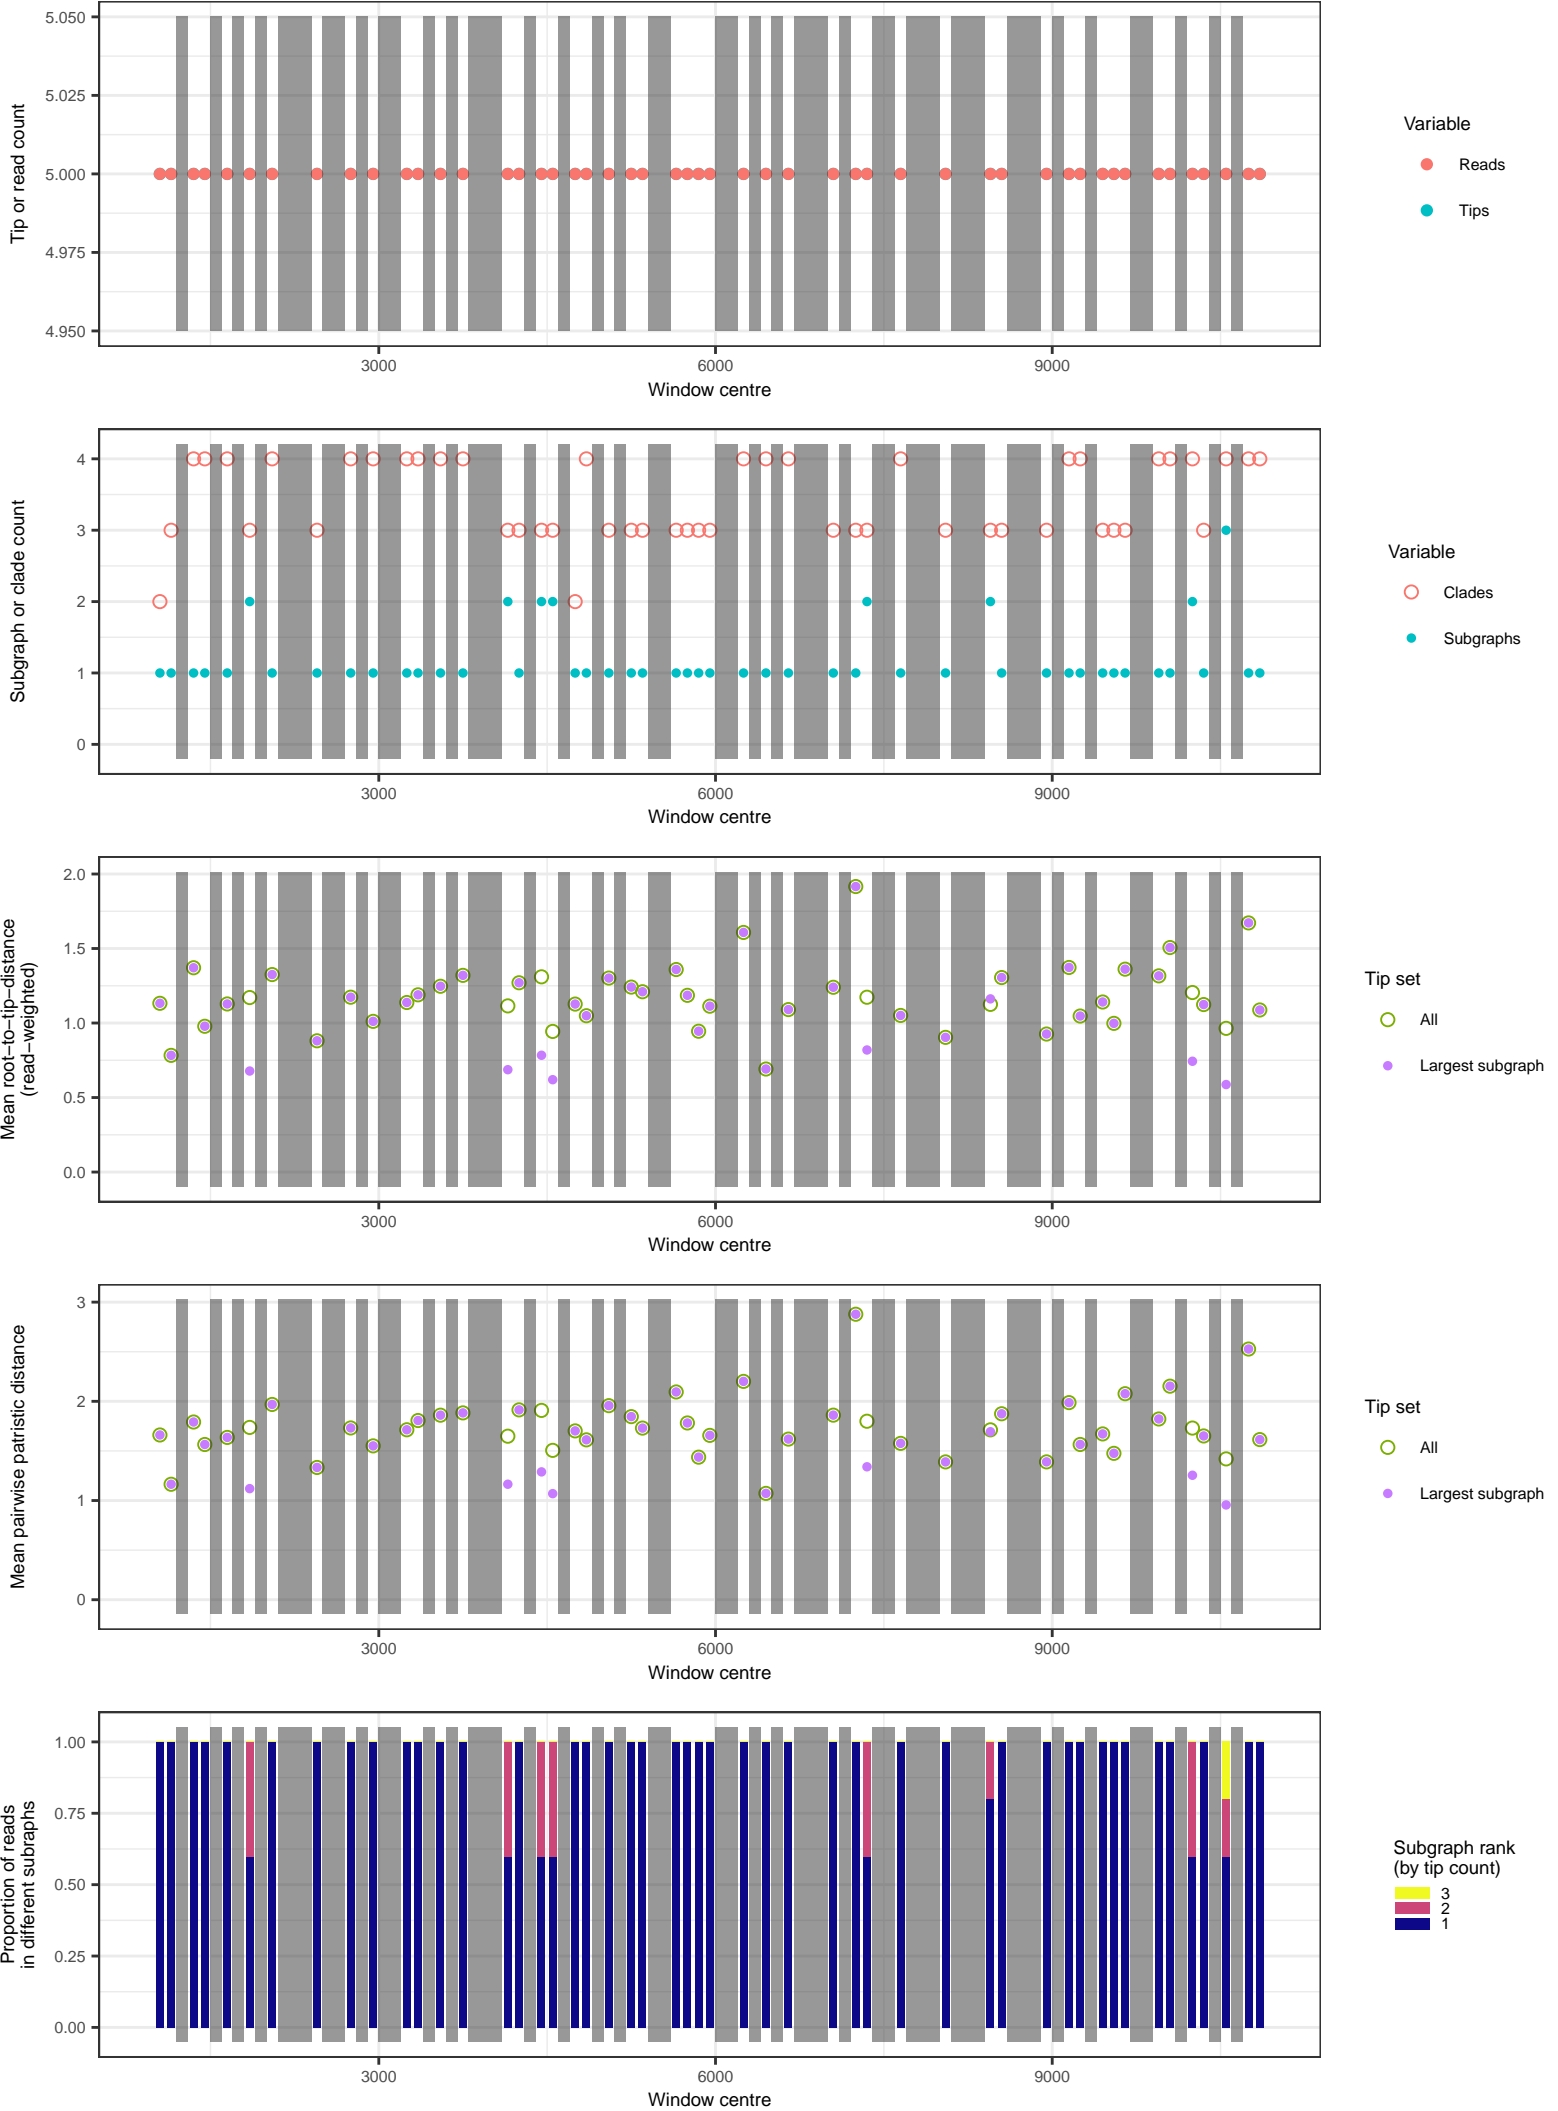 5.050
5.025
5.000
4.975
4.950
Tip or read count
3000 6000 9000
Window centre
Variable
Reads
Tips
4
3
2
1
0
Subgraph or clade count
3000 6000 9000
Window centre
Variable
Clades
Subgraphs
2.0
1.5
1.0
0.5
0.0
Mean root-to-tip-distance
(read-weighted)
3000 6000 9000
Window centre
Tip set
All
Largest subgraph
3
2
1
0
Mean pairwise patristic distance
3000 6000 9000
Window centre
Tip set
All
Largest subgraph
1.00
0.75
0.50
0.25
0.00
Proportion of reads
in different subraphs
3000 6000 9000
Window centre
Subgraph rank
(by tip count)
3
2
1